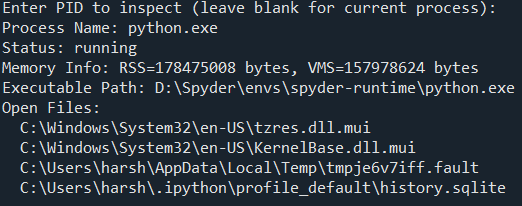 Enter PID to inspect (leave blank for current process):
Process Name: python.exe
Status: running
Memory Info: RSS=178475008 bytes, VMS=157978624 bytes
Executable Path: D:\Spyder\envs\spyder-runtime\python.exe
Open Files:
  C:\Windows\System32\en-US\tzres.dll.mui
  C:\Windows\System32\en-US\KernelBase.dll.mui
  C:\Users\harsh\AppData\Local\Temp\tmpje6v7iff.fault
  C:\Users\harsh\.ipython\profile_default\history.sqlite